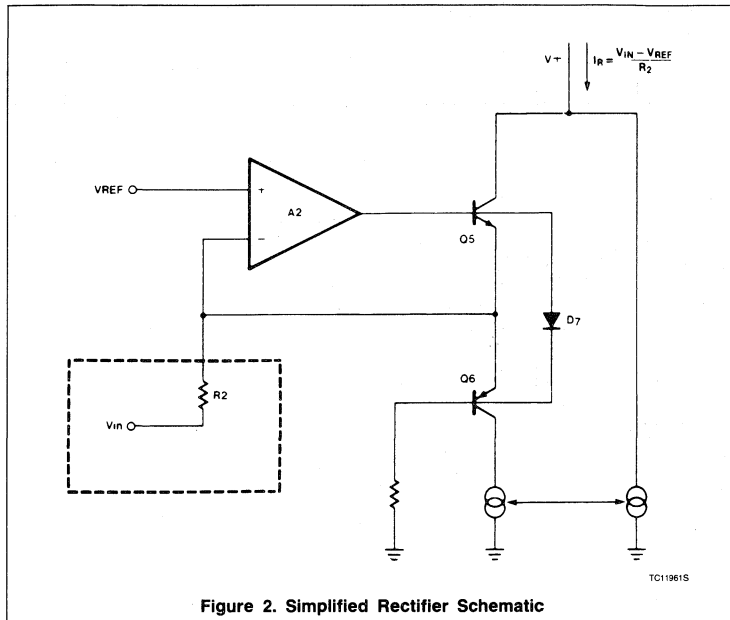 V+
IR = VIN – VREF
R2
VREF
+
A2
−
Q5
D7
Q6
R2
Vin
TC11961S
Figure 2. Simplified Rectifier Schematic